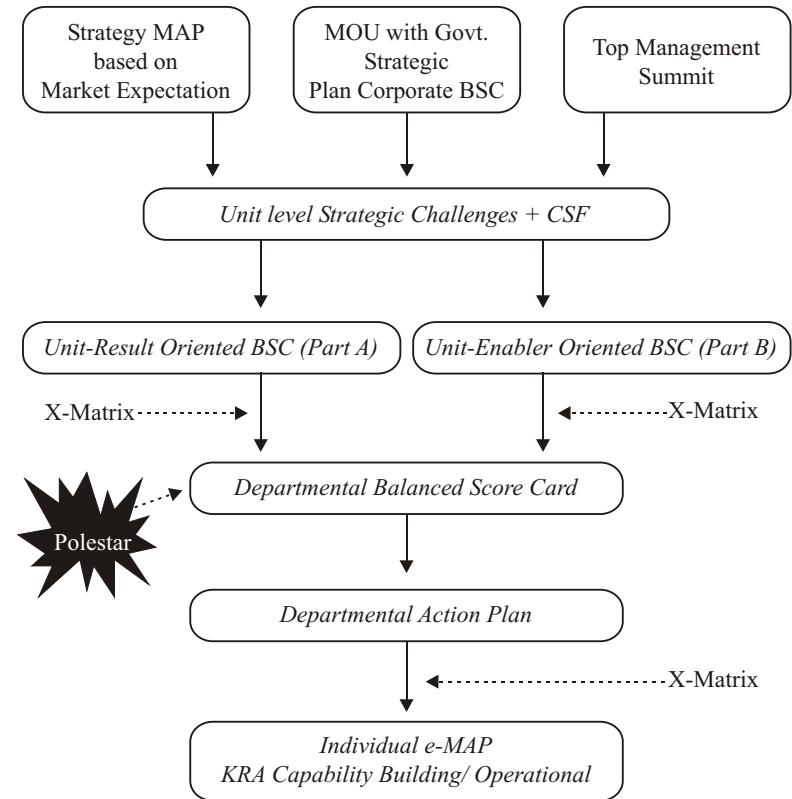 Strategy MAP
based on
Market Expectation
MOU with Govt.
Strategic
Plan Corporate BSC
Top Management
Summit
Unit level Strategic Challenges + CSF
Unit-Result Oriented BSC (Part A)
Unit-Enabler Oriented BSC (Part B)
X-Matrix
X-Matrix
Departmental Balanced Score Card
Polestar
Departmental Action Plan
X-Matrix
Individual e-MAP
KRA Capability Building/ Operational